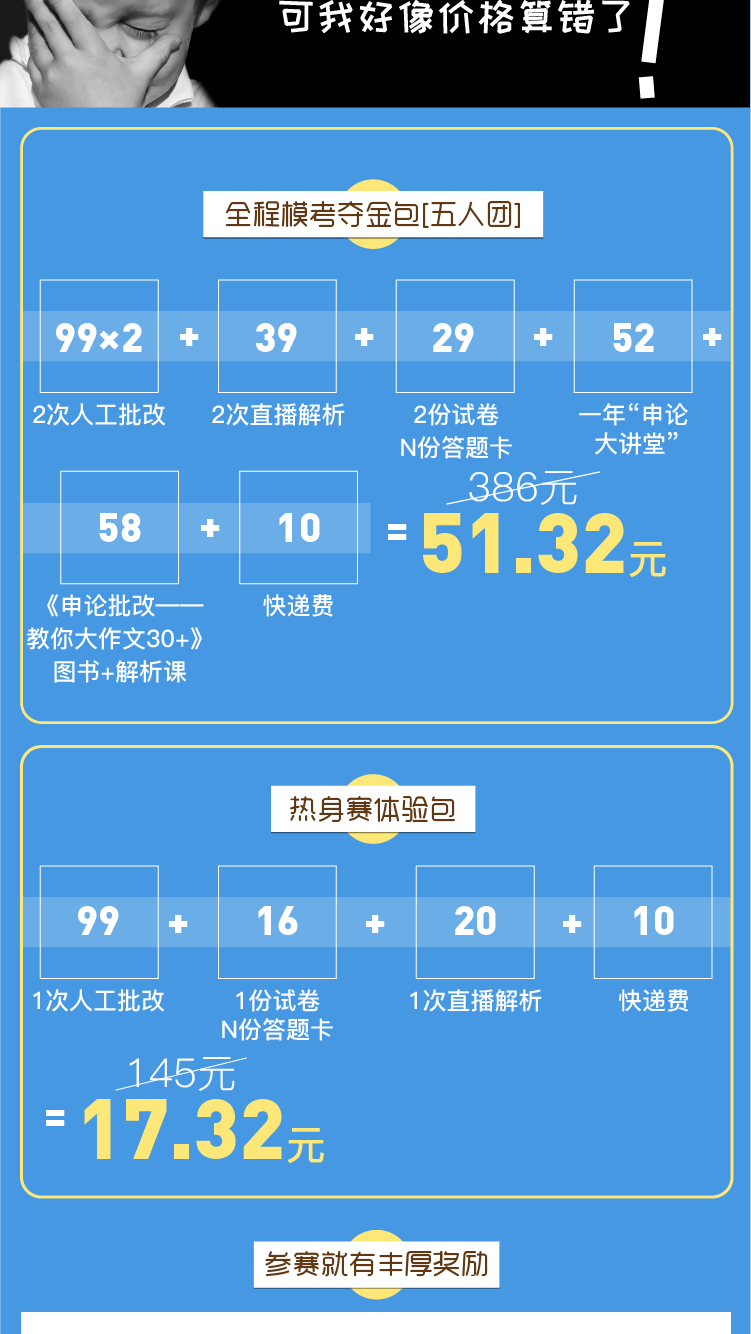 可我好像价格算错了!
全程模考夺金包[五人团]
99×2 + 39 + 29 + 52 +
2次人工批改 2次直播解析 2份试卷 一年“申论
N份答题卡 大讲堂”
386元
58 + 10 = 51.32元
《申论批改—— 快递费
教你大作文30+》
图书+解析课
热身赛体验包
99 + 16 + 20 + 10
1次人工批改 1份试卷 1次直播解析 快递费
N份答题卡
145元
= 17.32元
参赛就有丰厚奖励